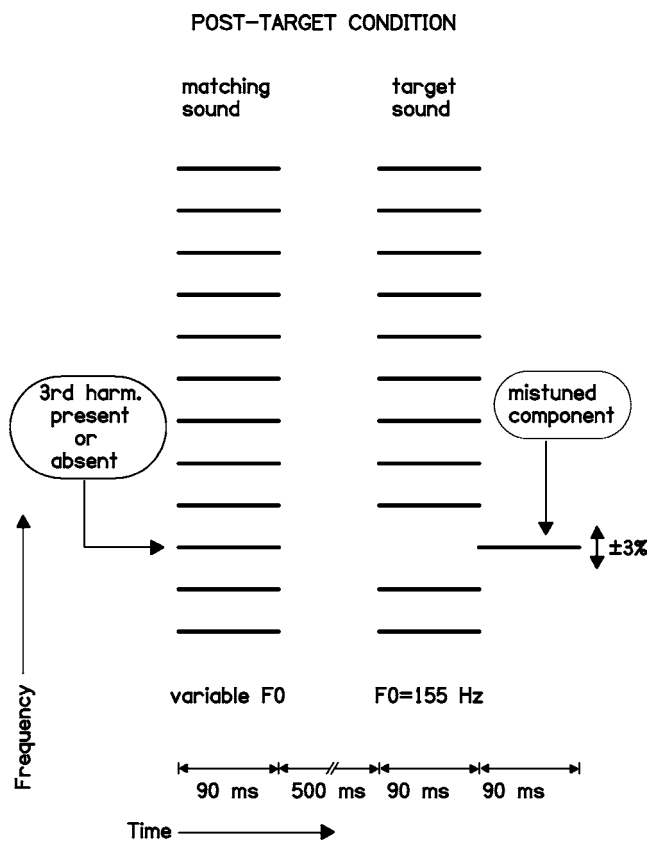 POST-TARGET CONDITION
matching
sound
target
sound
3rd harm.
present
or
absent
mistuned
component
±3%
Frequency
variable F0
F0=155 Hz
90 ms
500 ms
90 ms
90 ms
Time